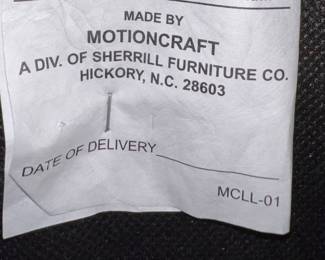 MADE BY
MOTIONCRAFT
A DIV. OF SHERRILL FURNITURE CO.
HICKORY, N.C. 28603
DATE OF DELIVERY
MCLL-01